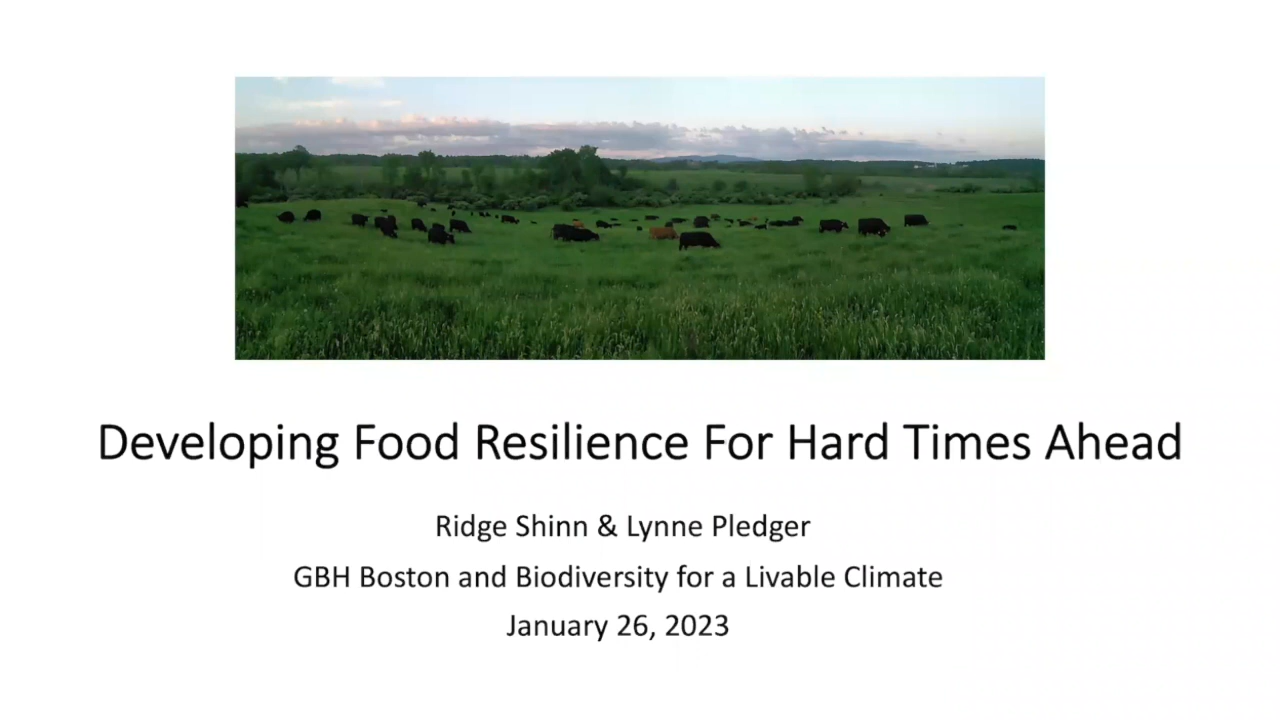 Developing Food Resilience For Hard Times Ahead
Ridge Shinn & Lynne Pledger
GBH Boston and Biodiversity for a Livable Climate
January 26, 2023